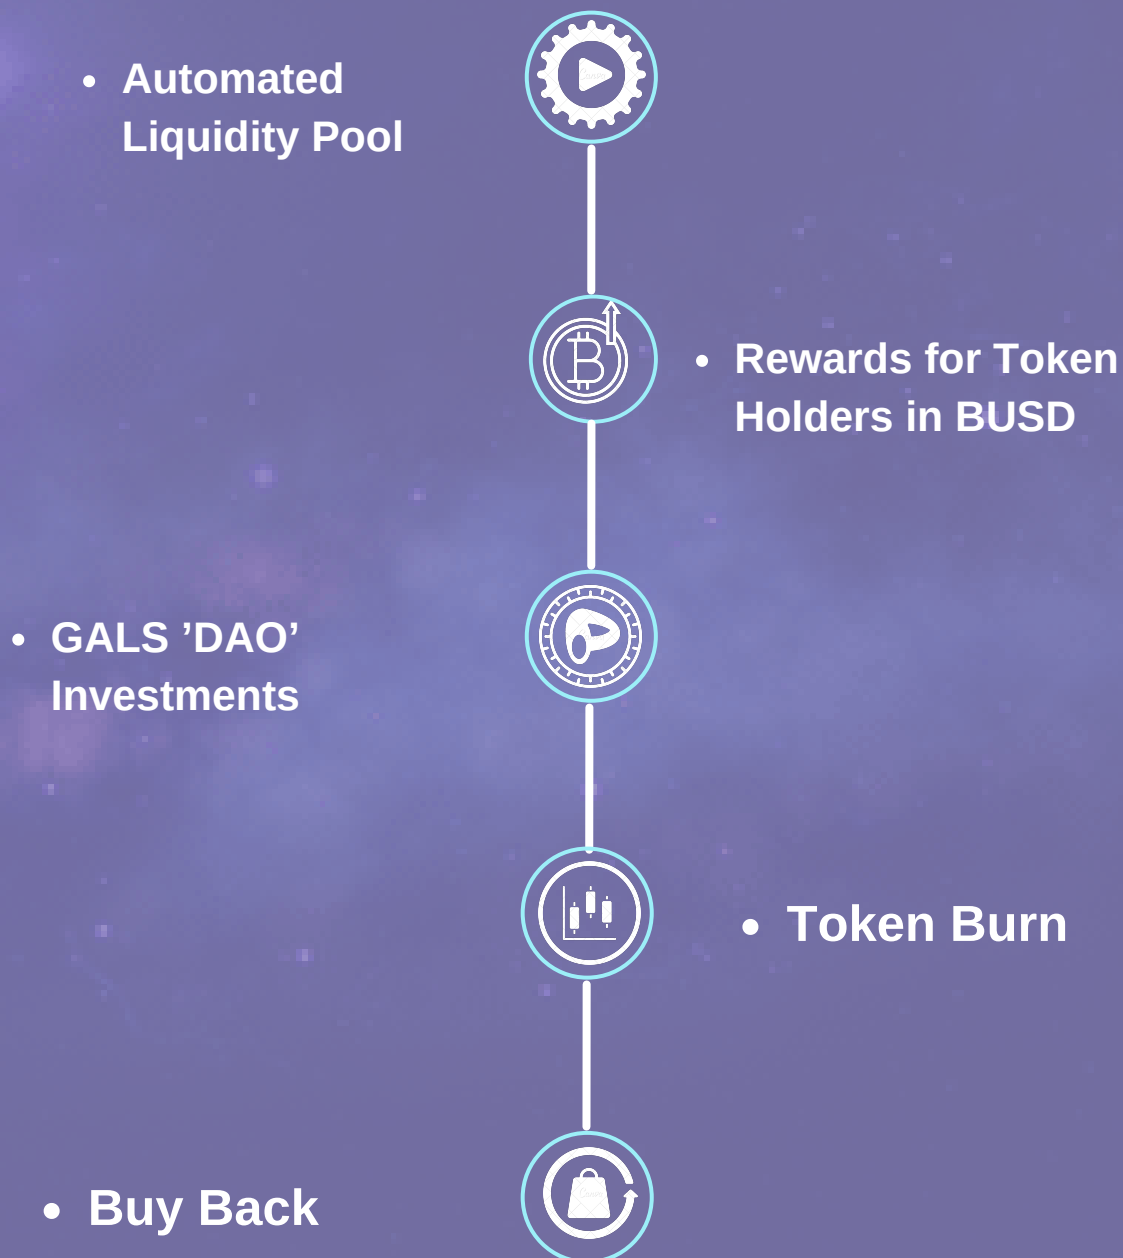 • Automated
Liquidity Pool
• Rewards for Token
Holders in BUSD
• GALS ’DAO’
Investments
• Token Burn
• Buy Back